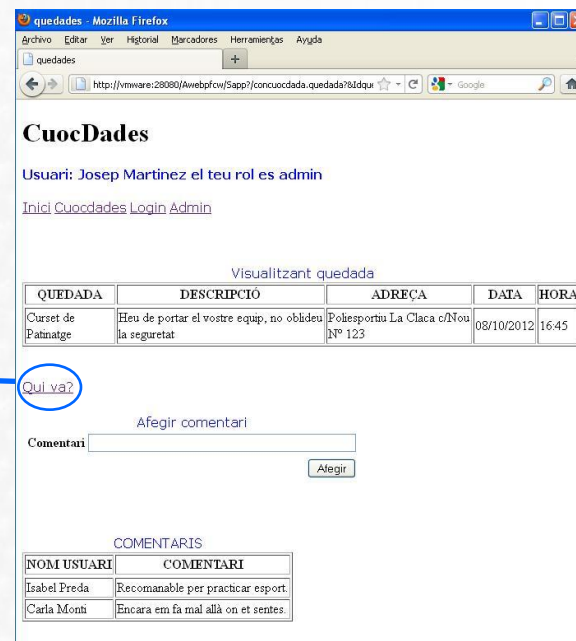 quedades - Mozilla Firefox
Archivo Editar Ver Historial Marcadores Herramientas Ayuda
quedades +
http://vmware:28080/Awebpfcw/Sapp?/concuocdada.quedada?&Idque Google
CuocDades
Usuari: Josep Martinez el teu rol es admin
Inici Cuocdades Login Admin
Visualitzant quedada
QUEDADA DESCRIPCIÓ ADREÇA DATA HORA
Curset de Heu de portar el vostre equip, no oblideu Poliesportiu La Claca c/Nou
08/10/2012 16:45
Patinatge la seguretat Nº 123
Qui va?
Afegir comentari
Comentari
Afegir
COMENTARIS
NOM USUARI COMENTARI
Isabel Preda Recomanable per practicar esport.
Carla Monti Encara em fa mal allà on et sentes.